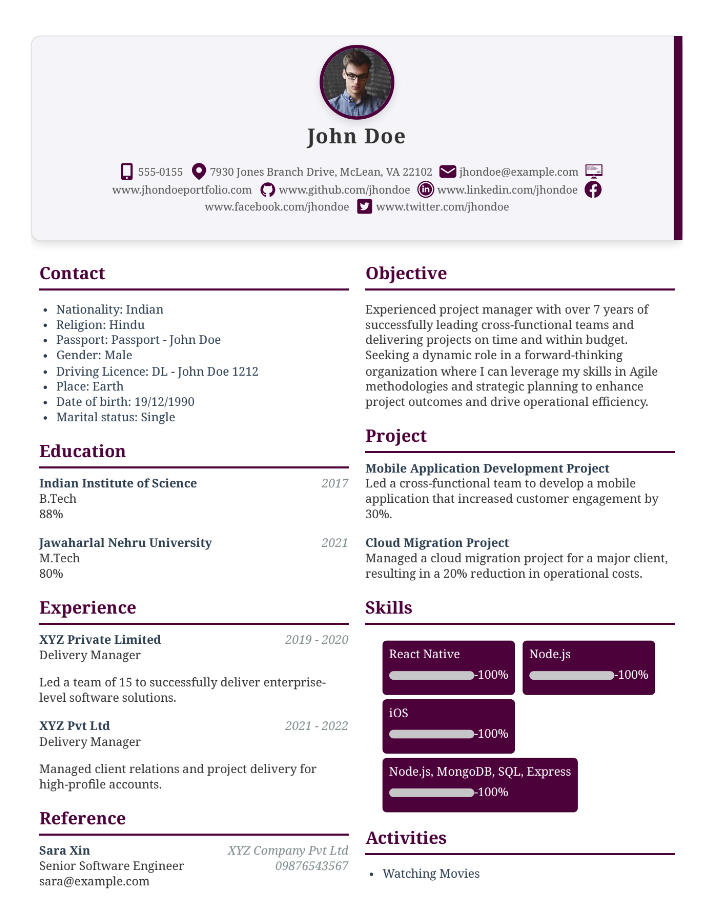 John Doe
555-0155 7930 Jones Branch Drive, McLean, VA 22102 jhondoe@example.com
www.jhondoeportfolio.com www.github.com/jhondoe www.linkedin.com/jhondoe
www.facebook.com/jhondoe www.twitter.com/jhondoe
Contact
• Nationality: Indian
• Religion: Hindu
• Passport: Passport - John Doe
• Gender: Male
• Driving Licence: DL - John Doe 1212
• Place: Earth
• Date of birth: 19/12/1990
• Marital status: Single
Education
Indian Institute of Science 2017
B.Tech
88%
Jawaharlal Nehru University 2021
M.Tech
80%
Experience
XYZ Private Limited 2019 - 2020
Delivery Manager
Led a team of 15 to successfully deliver enterprise-
level software solutions.
XYZ Pvt Ltd 2021 - 2022
Delivery Manager
Managed client relations and project delivery for
high-profile accounts.
Reference
Sara Xin XYZ Company Pvt Ltd
Senior Software Engineer 09876543567
sara@example.com
Objective
Experienced project manager with over 7 years of
successfully leading cross-functional teams and
delivering projects on time and within budget.
Seeking a dynamic role in a forward-thinking
organization where I can leverage my skills in Agile
methodologies and strategic planning to enhance
project outcomes and drive operational efficiency.
Project
Mobile Application Development Project
Led a cross-functional team to develop a mobile
application that increased customer engagement by
30%.
Cloud Migration Project
Managed a cloud migration project for a major client,
resulting in a 20% reduction in operational costs.
Skills
React Native
-100%
Node.js
-100%
iOS
-100%
Node.js, MongoDB, SQL, Express
-100%
Activities
• Watching Movies